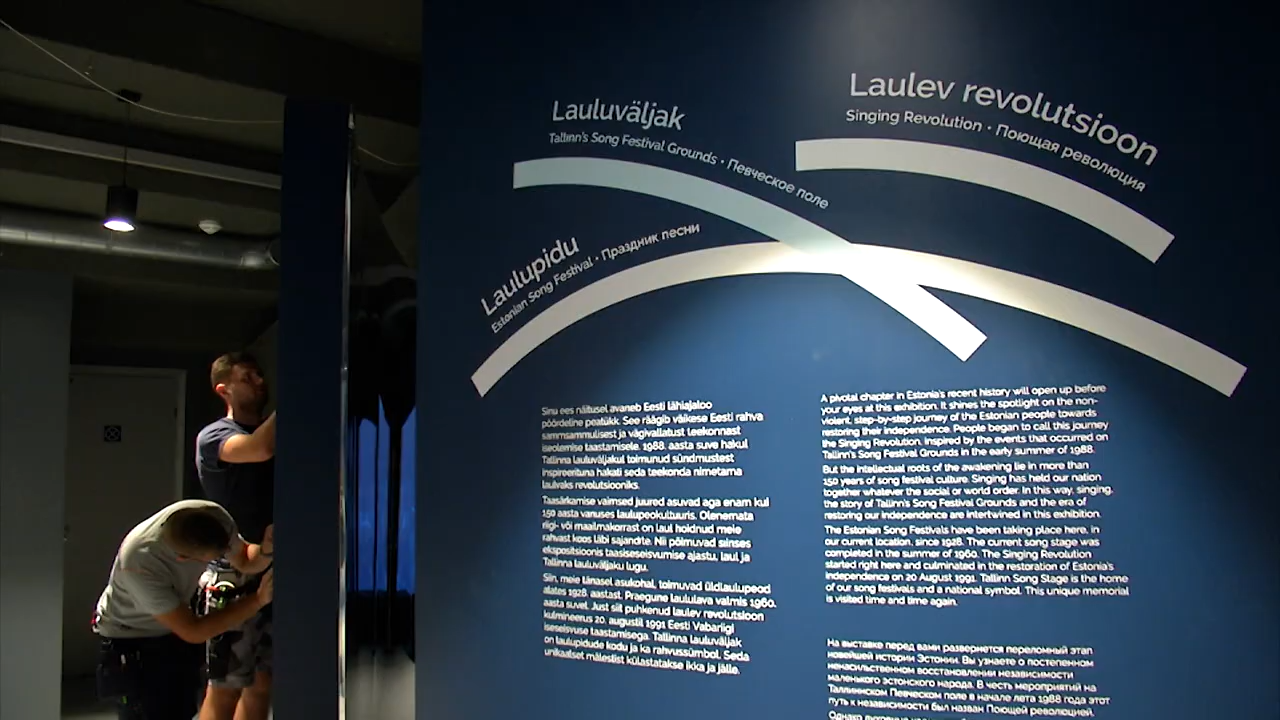 Laulev revolutsioon
Singing Revolution · Поющая революция
Lauluväljak
Tallinn's Song Festival Grounds · Певческое поле
Laulupidu
Estonian Song Festival · Праздник песни
Sinu ees näitusel avaneb Eesti lähiajaloo
pöördeline peatükk. See räägib väikese Eesti rahva
sammsammulisest ja vägivallatust teekonnast
iseolemise taastamisele. 1988. aasta suve hakul
Tallinna lauluväljakul toimunud sündmustest
inspireerituna hakati seda teekonda nimetama
laulvaks revolutsiooniks.
Taasärkamise vaimsed juured asuvad aga enam kui
150 aasta vanuses laulupeokultuuris. Olenemata
riigi- või maailmakorrast on laul hoidnud meie
rahvast koos läbi sajandite. Nii põimuvad siinses
ekspositsioonis taasiseseisvumise ajastu, laul ja
Tallinna lauluväljaku lugu.
Siin, meie tänasel asukohal, toimuvad üldlaulupeod
alates 1928. aastast. Praegune laululava valmis 1960.
aasta suvel. Just siit puhkenud laulev revolutsioon
kulmineerus 20. augustil 1991 Eesti Vabariigi
iseseisvuse taastamisega. Tallinna lauluväljak
on laulupidude kodu ja ka rahvussümbol. Seda
unikaalset mälestist külastatakse ikka ja jälle.
A pivotal chapter in Estonia's recent history will open up before
your eyes at this exhibition. It shines the spotlight on the non-
violent, step-by-step journey of the Estonian people towards
restoring their independence. People began to call this journey
the Singing Revolution, inspired by the events that occurred on
Tallinn's Song Festival Grounds in the early summer of 1988.
But the intellectual roots of the awakening lie in more than
150 years of song festival culture. Singing has held our nation
together whatever the social or world order. In this way, singing,
the story of Tallinn's Song Festival Grounds and the era of
restoring our independence are intertwined in this exhibition.
The Estonian Song Festivals have been taking place here, in
our current location, since 1928. The current song stage was
completed in the summer of 1960. The Singing Revolution
started right here and culminated in the restoration of Estonia's
independence on 20 August 1991. Tallinn Song Stage is the home
of our song festivals and a national symbol. This unique memorial
is visited time and time again.
На выставке перед вами развернется переломный этап
новейшей истории Эстонии. Вы узнаете о постепенном
ненасильственном восстановлении независимости
маленького эстонского народа. В честь мероприятий на
Таллиннском Певческом поле в начале лета 1988 года этот
путь к независимости был назван Поющей революцией.